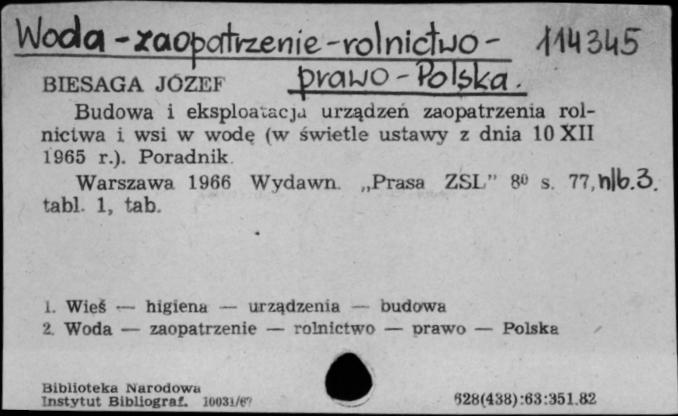 Woda - zaopatrzenie - rolnictwo - 114345
prawo - Polska.
BIESAGA JÓZEF
Budowa i eksploatacja urządzeń zaopatrzenia rol-
nictwa i wsi w wodę (w świetle ustawy z dnia 10 XII
1965 r.). Poradnik.
Warszawa 1966 Wydawn. „Prasa ZSL” 8⁰ s. 77, nlb. 3.
tabl. 1, tab.
1. Wieś — higiena — urządzenia — budowa
2. Woda — zaopatrzenie — rolnictwo — prawo — Polska
Biblioteka Narodowa
Instytut Bibliograf. 10031/67 628(438):63:351.82